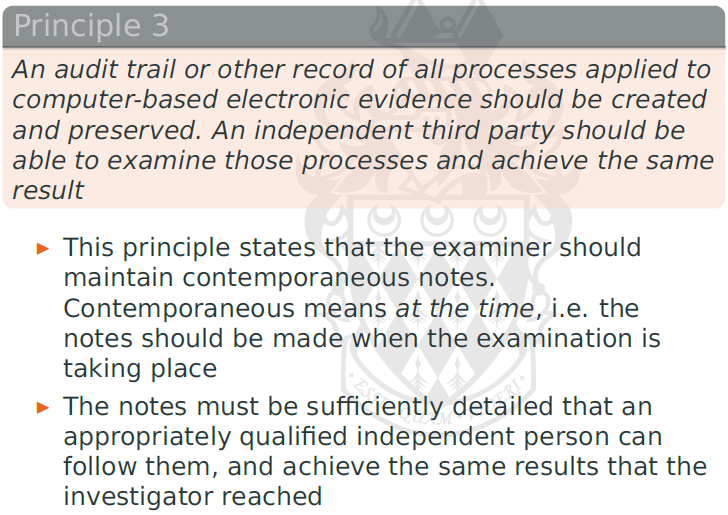 Principle 3
An audit trail or other record of all processes applied to
computer-based electronic evidence should be created
and preserved. An independent third party should be
able to examine those processes and achieve the same
result
▶ This principle states that the examiner should
maintain contemporaneous notes.
Contemporaneous means at the time, i.e. the
notes should be made when the examination is
taking place
▶ The notes must be sufficiently detailed that an
appropriately qualified independent person can
follow them, and achieve the same results that the
investigator reached